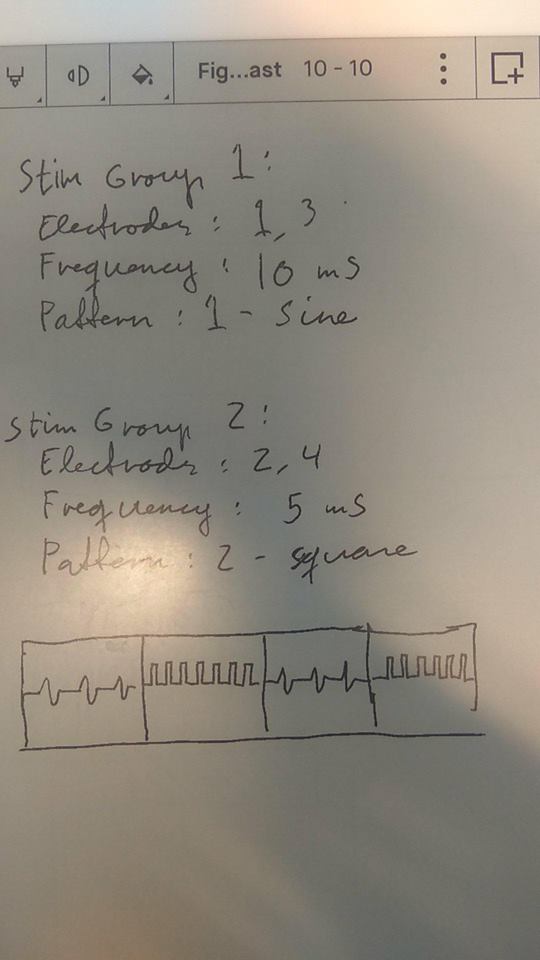 Fig...ast 10-10
Stim Group 1:
Electrodes : 1, 3
Frequency : 10 ms
Pattern : 1 - Sine
Stim Group 2:
Electrodes : 2, 4
Frequency : 5 ms
Pattern : 2 - square